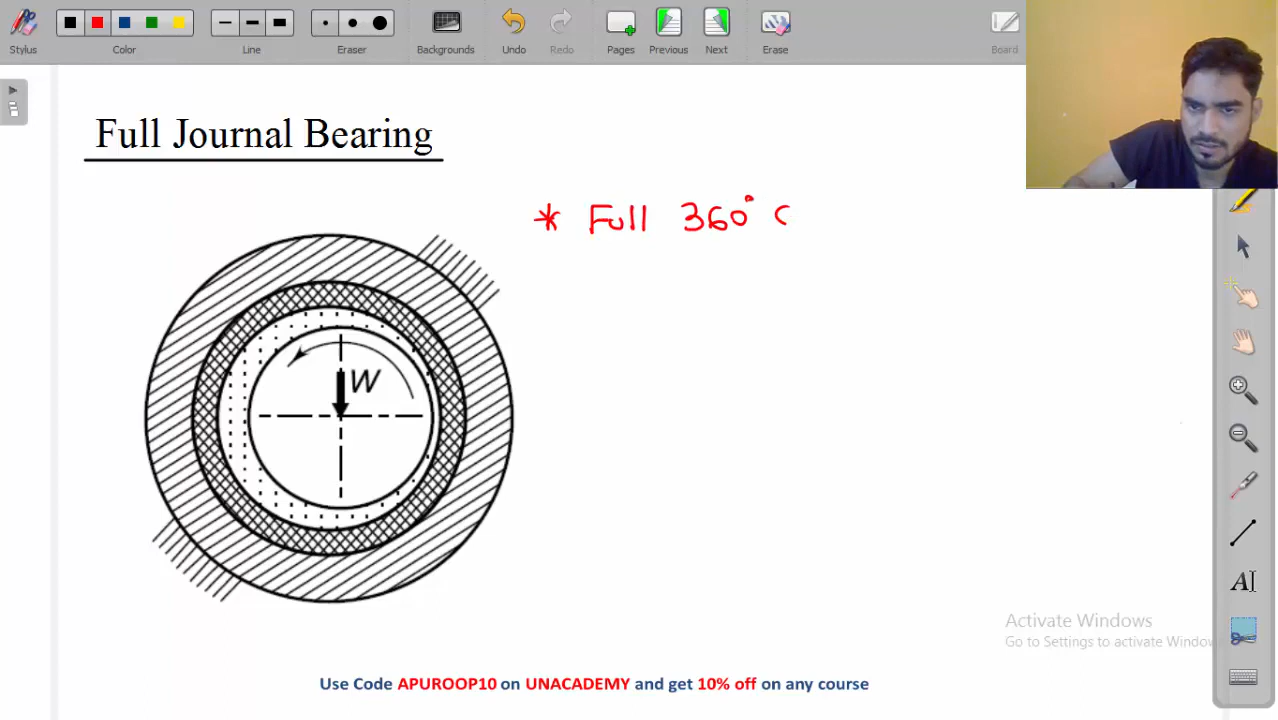 Stylus
Color
Line
Eraser
Backgrounds
Undo
Redo
Pages
Previous
Next
Erase
Board
Full Journal Bearing
* Full 360° C
W
A
Activate Windows
Go to Settings to activate Window
Use Code APUROOP10 on UNACADEMY and get 10% off on any course